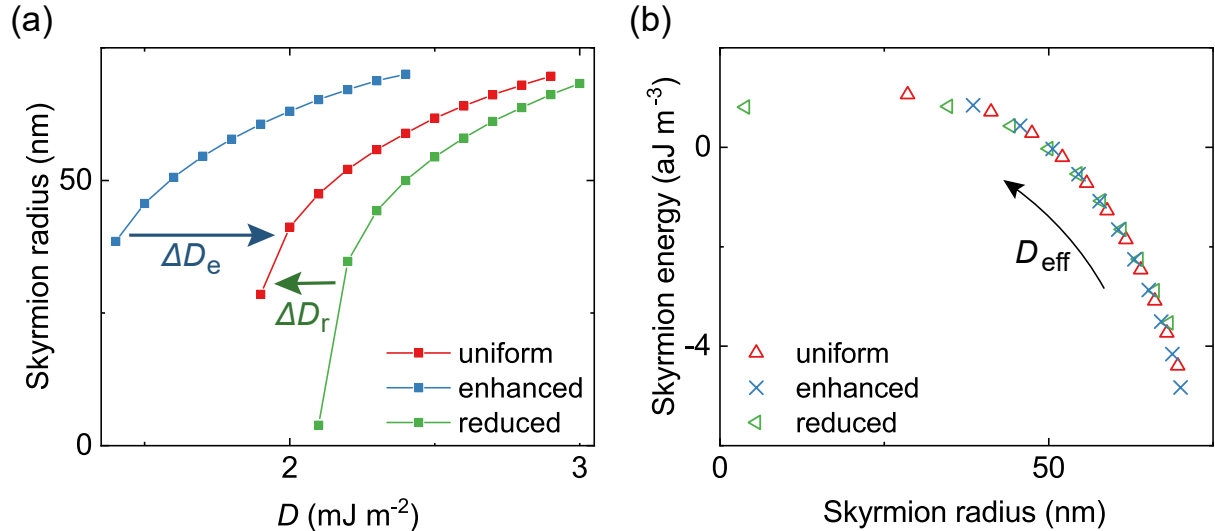 (a)
Skyrmion radius (nm)
50
0
2
3
D (mJ m⁻²)
ΔDₑ
ΔDᵣ
uniform
enhanced
reduced
(b)
Skyrmion energy (aJ m⁻³)
0
-4
0
50
Skyrmion radius (nm)
D_eff
uniform
enhanced
reduced